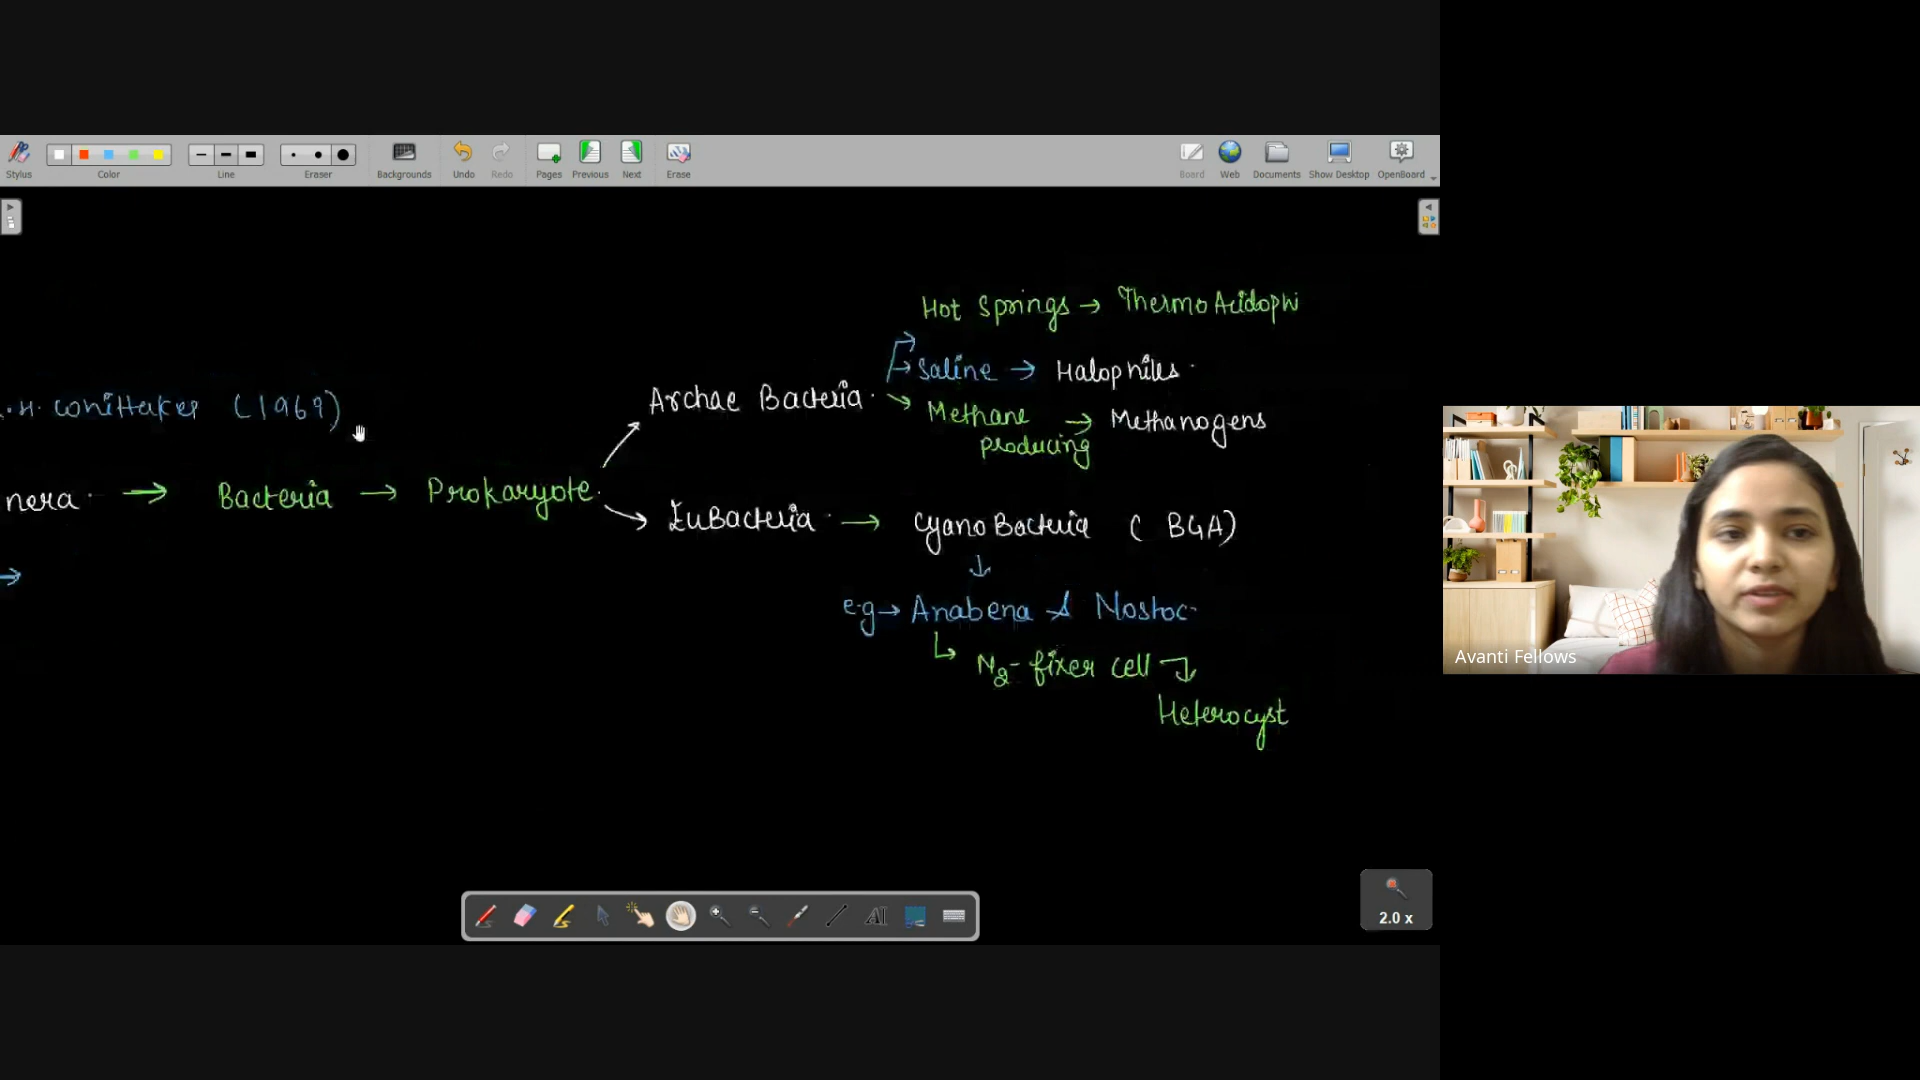 Stylus Color Line Eraser Backgrounds Undo Redo Pages Previous Next Erase Board Web Documents Show Desktop OpenBoard
Hot Springs → Thermo Acidophi
Saline → Halophiles
.H. Whittaker (1969)
Archae Bacteria
Methane producing → Methanogens
nera → Bacteria → Prokaryote
EuBacteria → Cyano Bacteria (BGA)
e.g → Anabena & Nostoc
N2- fixer cell
Heterocyst
Avanti Fellows
2.0 x